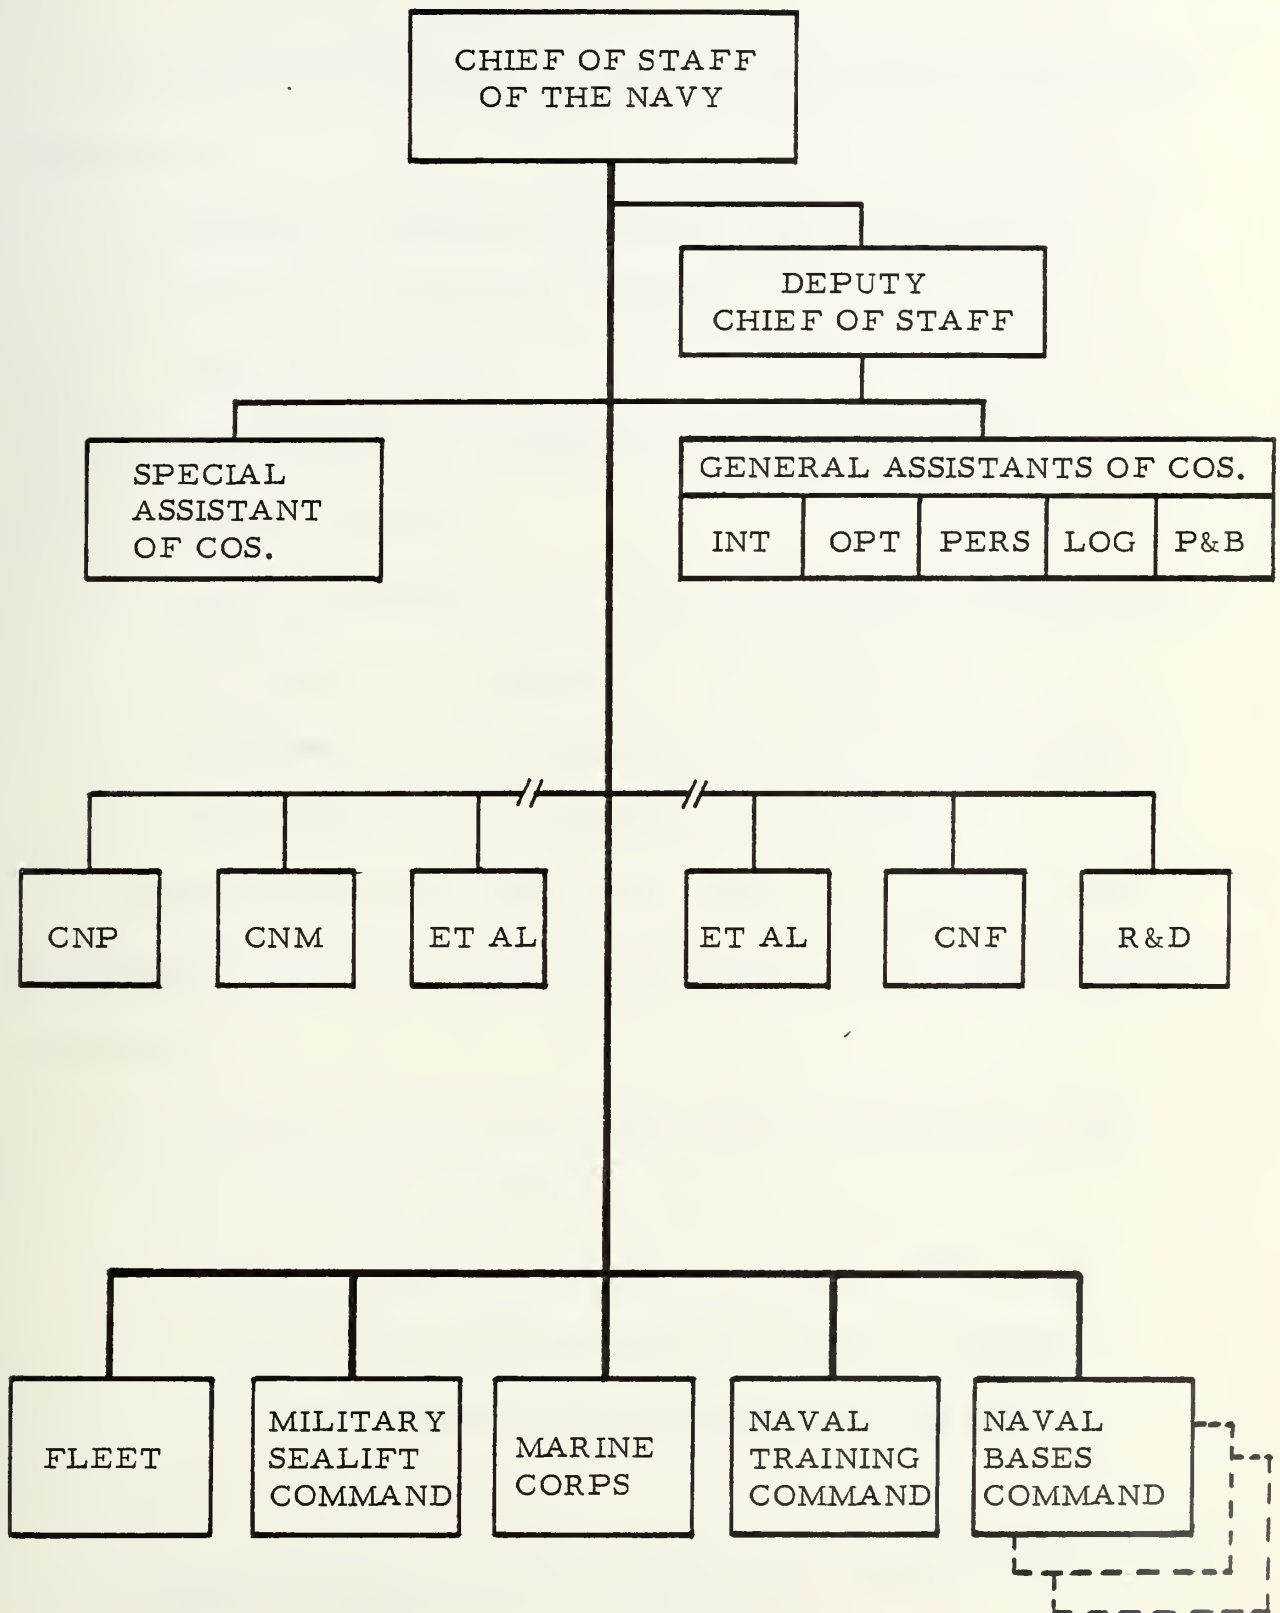 CHIEF OF STAFF
OF THE NAVY
DEPUTY
CHIEF OF STAFF
SPECIAL
ASSISTANT
OF COS.
GENERAL ASSISTANTS OF COS.
INT OPT PERS LOG P&B
CNP CNM ET AL ET AL CNF R&D
FLEET
MILITARY
SEALIFT
COMMAND
MARINE
CORPS
NAVAL
TRAINING
COMMAND
NAVAL
BASES
COMMAND